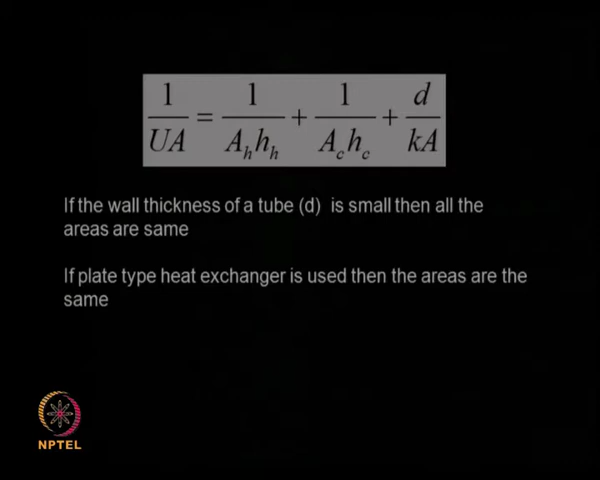 1/UA = 1/A_h h_h + 1/A_c h_c + d/kA
If the wall thickness of a tube (d) is small then all the
areas are same
If plate type heat exchanger is used then the areas are the
same
NPTEL